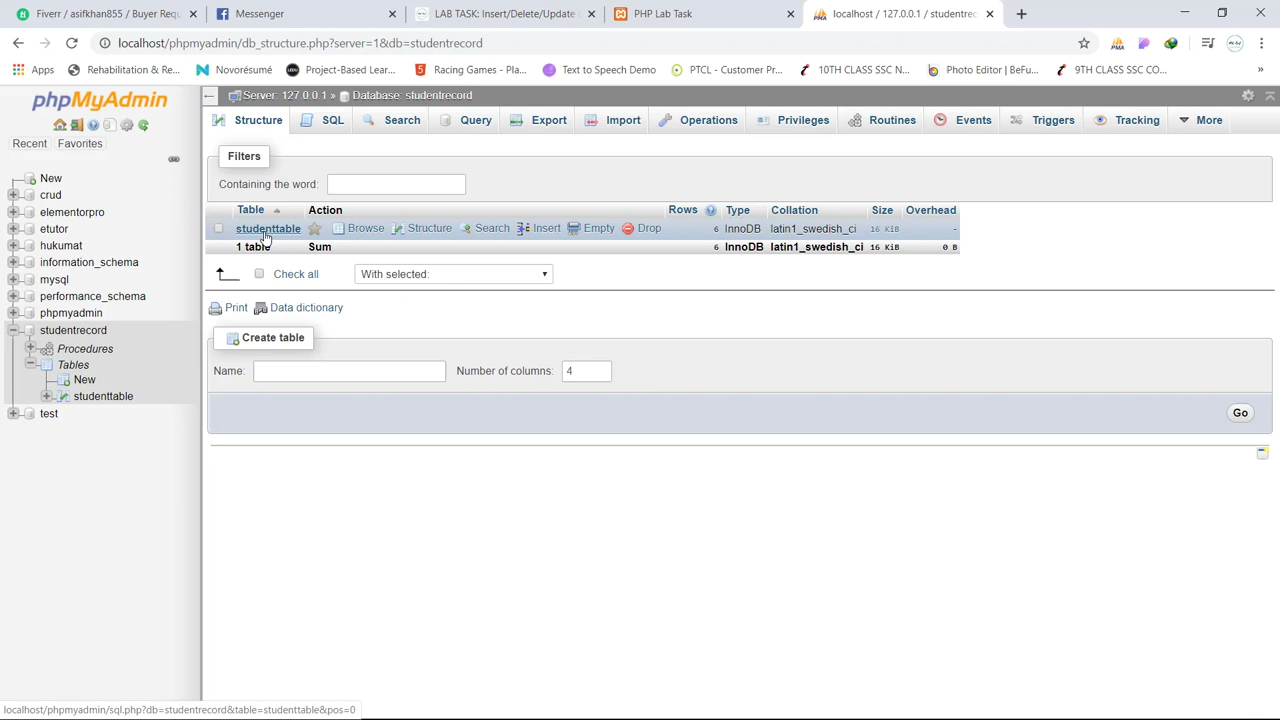 Fiverr / asifkhan855 / Buyer Requ
Messenger
LAB TASK: Insert/Delete/Update
PHP Lab Task
localhost / 127.0.0.1 / studentrec
localhost/phpmyadmin/db_structure.php?server=1&db=studentrecord
Apps
Rehabilitation & Re...
Novorésumé
Project-Based Lear...
Racing Games - Pla...
Text to Speech Demo
PTCL - Customer Pr...
10TH CLASS SSC N...
Photo Editor | BeFu...
9TH CLASS SSC CO...
phpMyAdmin
Recent
Favorites
New
crud
elementorpro
etutor
hukumat
information_schema
mysql
performance_schema
phpmyadmin
studentrecord
Procedures
Tables
New
studenttable
test
Server: 127.0.0.1 » Database: studentrecord
Structure SQL Search Query Export Import Operations Privileges Routines Events Triggers Tracking More
Filters
Containing the word:
Table Action Rows Type Collation Size Overhead
studenttable Browse Structure Search Insert Empty Drop 6 InnoDB latin1_swedish_ci 16 KiB -
1 table Sum 6 InnoDB latin1_swedish_ci 16 KiB 0 B
Check all With selected:
Print Data dictionary
Create table
Name: Number of columns: 4
Go
localhost/phpmyadmin/sql.php?db=studentrecord&table=studenttable&pos=0